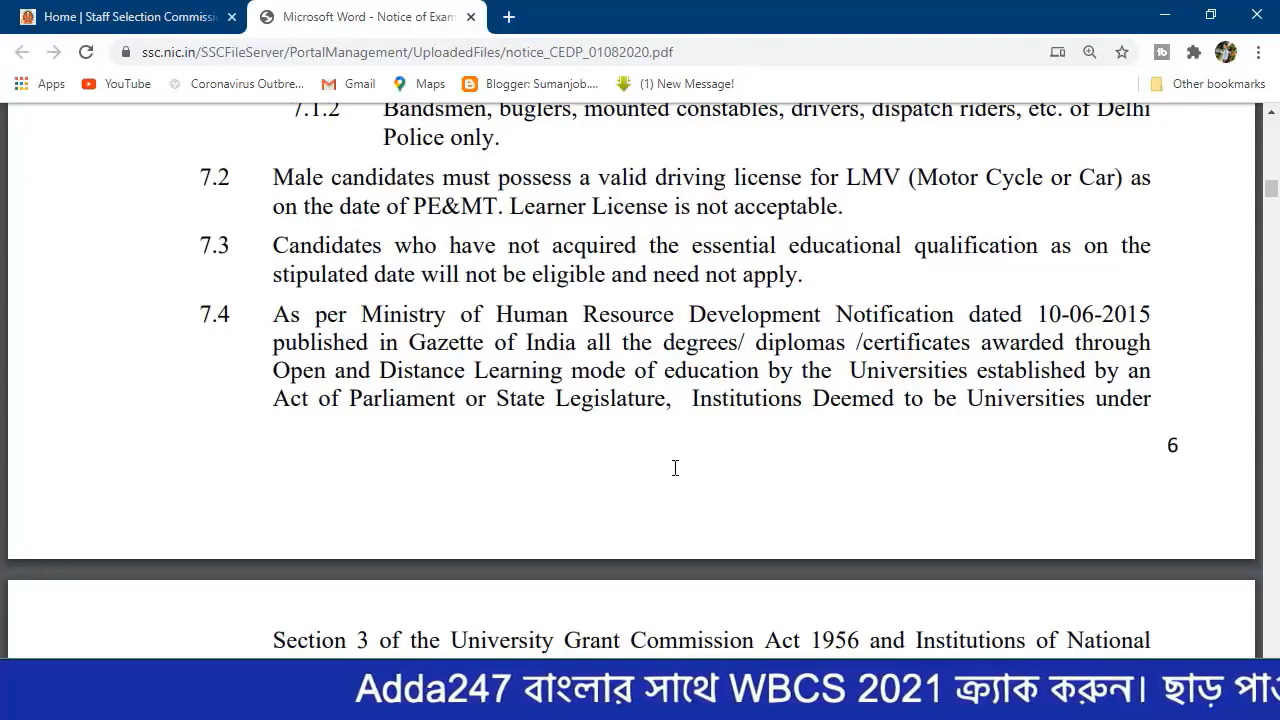 Home | Staff Selection Commissi
Microsoft Word - Notice of Exam
ssc.nic.in/SSCFileServer/PortalManagement/UploadedFiles/notice_CEDP_01082020.pdf
Apps
YouTube
Coronavirus Outbre...
Gmail
Maps
Blogger: Sumanjob....
(1) New Message!
Other bookmarks
7.1.2 Bandsmen, buglers, mounted constables, drivers, dispatch riders, etc. of Delhi
Police only.
7.2 Male candidates must possess a valid driving license for LMV (Motor Cycle or Car) as
on the date of PE&MT. Learner License is not acceptable.
7.3 Candidates who have not acquired the essential educational qualification as on the
stipulated date will not be eligible and need not apply.
7.4 As per Ministry of Human Resource Development Notification dated 10-06-2015
published in Gazette of India all the degrees/ diplomas /certificates awarded through
Open and Distance Learning mode of education by the Universities established by an
Act of Parliament or State Legislature, Institutions Deemed to be Universities under
6
Section 3 of the University Grant Commission Act 1956 and Institutions of National
Adda247 বাংলার সাথে WBCS 2021 ক্র্যাক করুন। ছাড় পাও